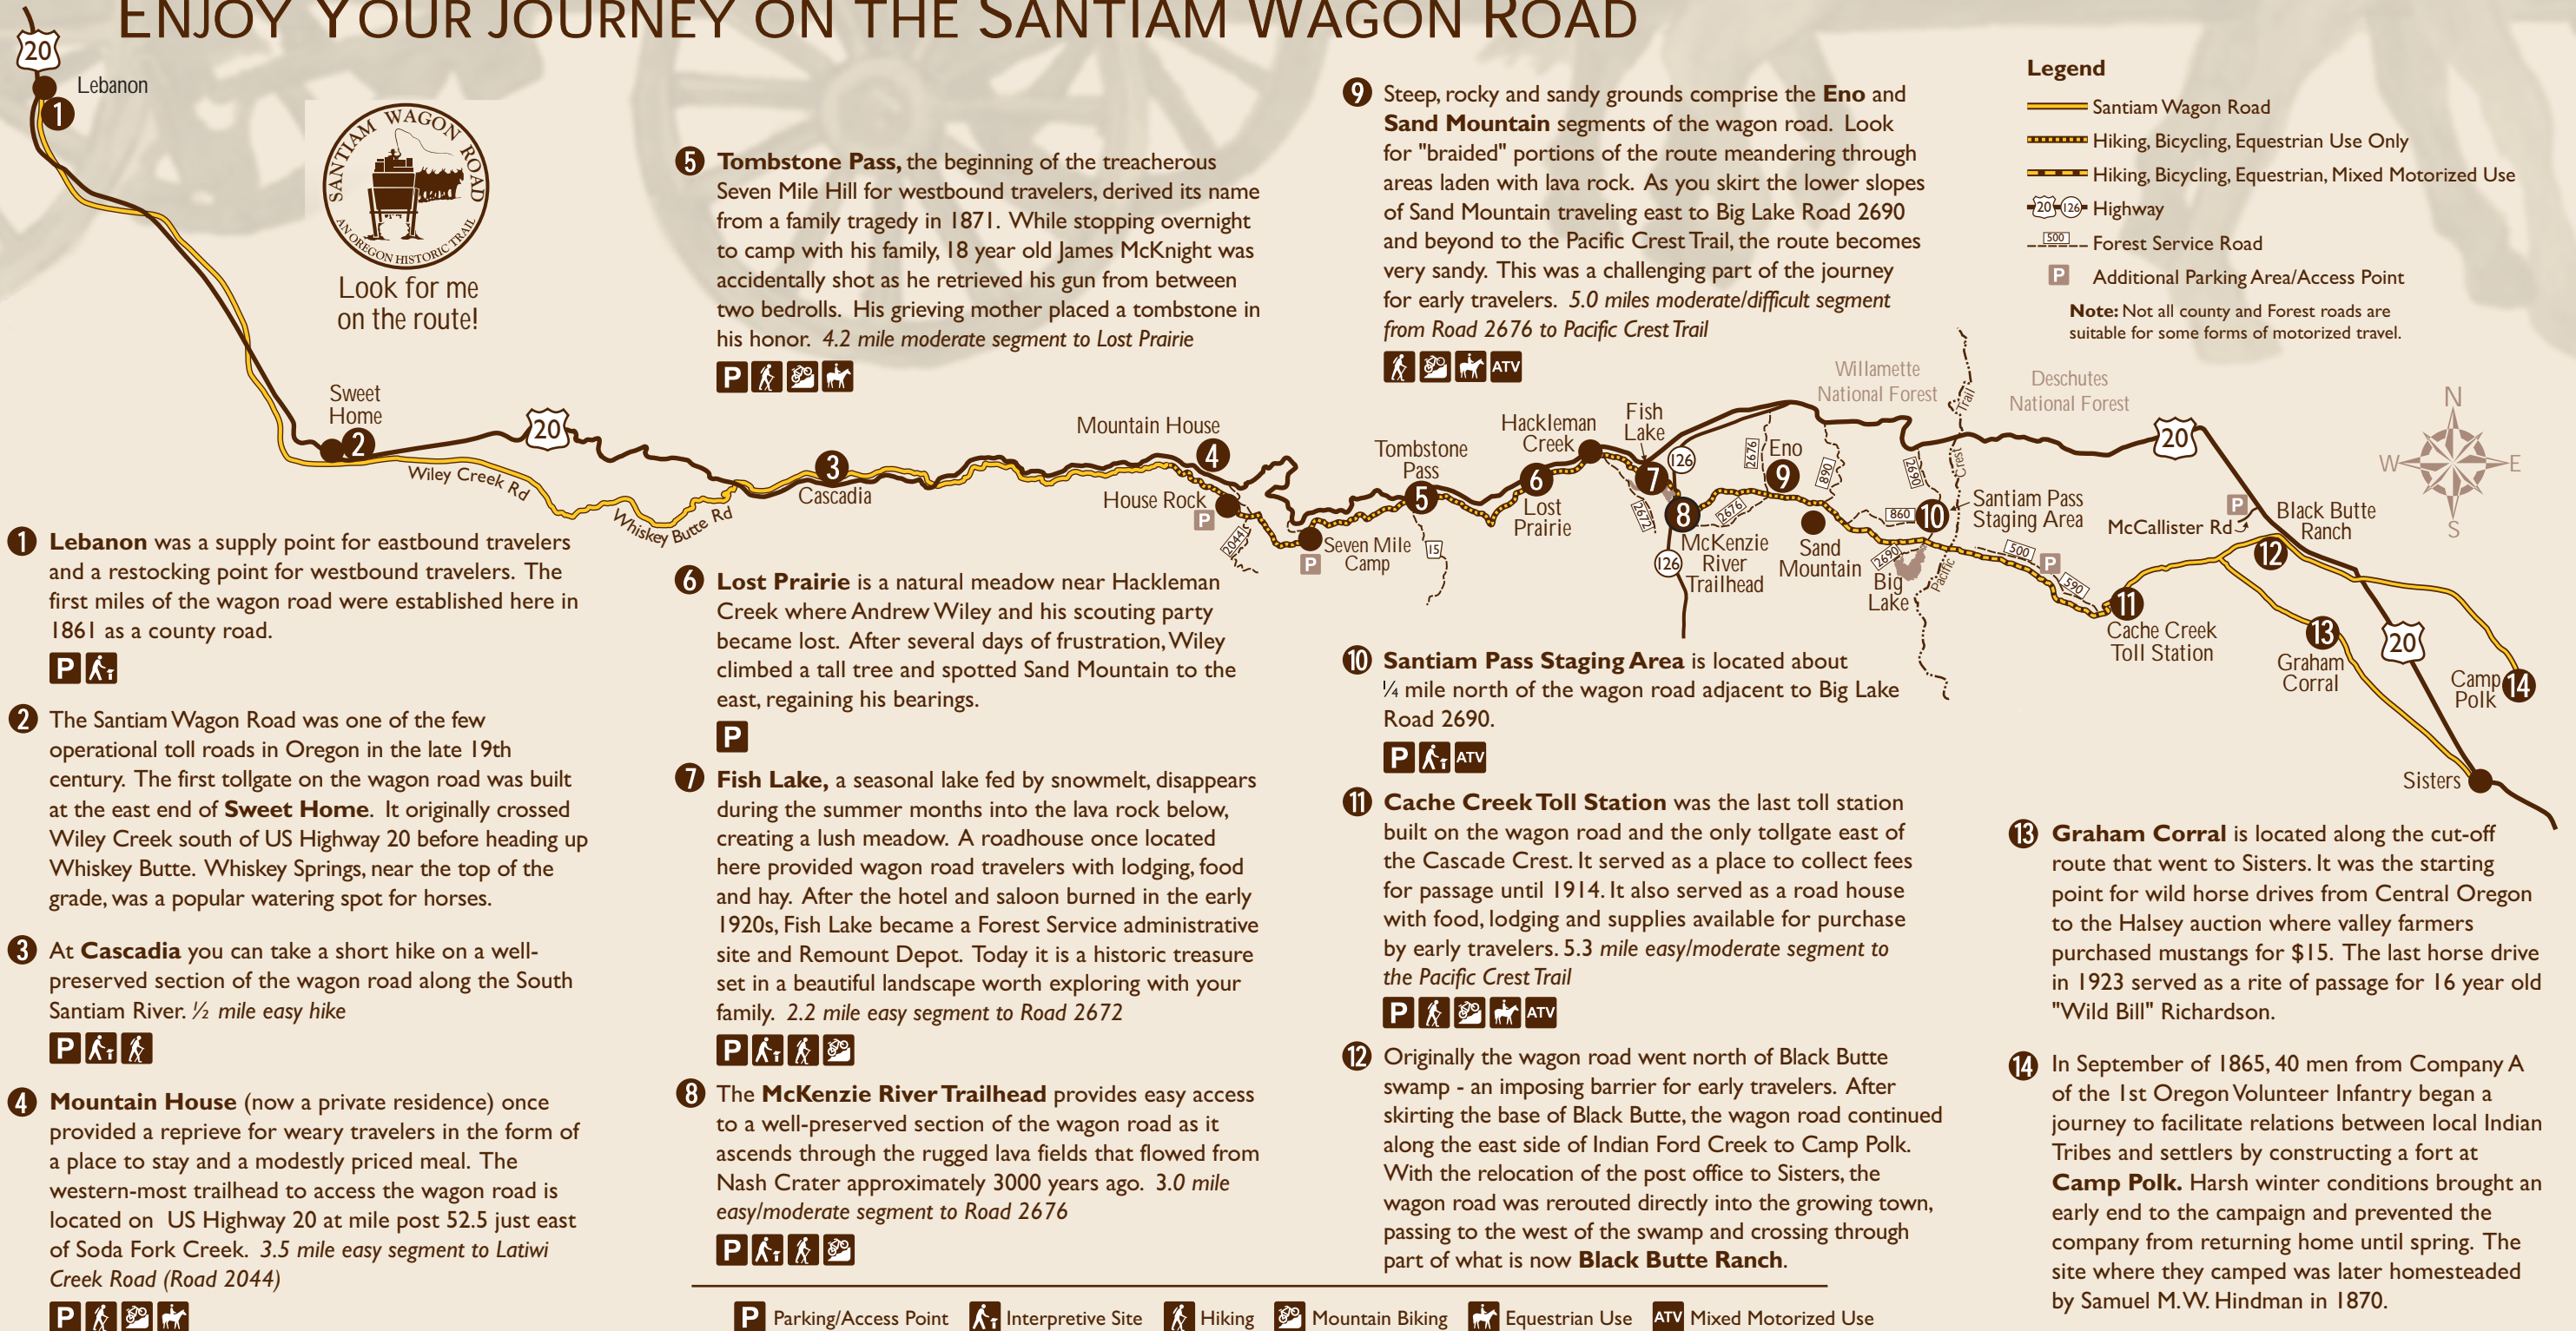 ENJOY YOUR JOURNEY ON THE SANTIAM WAGON ROAD
20
Lebanon
1
SANTIAM WAGON ROAD
AN OREGON HISTORIC TRAIL
Look for me
on the route!
Sweet
Home
2
20
Wiley Creek Rd
Whiskey Butte Rd
3
Cascadia
Mountain House
4
House Rock
P
2044
Seven Mile
Camp
P
Tombstone
Pass
5
15
6
Lost
Prairie
Hackleman
Creek
Fish
Lake
7
126
2672
8
126
McKenzie
River
Trailhead
2676
2676
Eno
9
890
Sand
Mountain
Willamette
National Forest
Deschutes
National Forest
Pacific Crest Trail
2690
860
10
Santiam Pass
Staging Area
2690
Big
Lake
500
P
590
11
Cache Creek
Toll Station
20
P
McCallister Rd
Black Butte
Ranch
12
13
Graham
Corral
20
Camp
Polk
14
Sisters
N
W
E
S
Legend
Santiam Wagon Road
Hiking, Bicycling, Equestrian Use Only
Hiking, Bicycling, Equestrian, Mixed Motorized Use
20 126 Highway
500 Forest Service Road
P Additional Parking Area/Access Point
Note: Not all county and Forest roads are
suitable for some forms of motorized travel.
1 Lebanon was a supply point for eastbound travelers
and a restocking point for westbound travelers. The
first miles of the wagon road were established here in
1861 as a county road.
P
2 The Santiam Wagon Road was one of the few
operational toll roads in Oregon in the late 19th
century. The first tollgate on the wagon road was built
at the east end of Sweet Home. It originally crossed
Wiley Creek south of US Highway 20 before heading up
Whiskey Butte. Whiskey Springs, near the top of the
grade, was a popular watering spot for horses.
3 At Cascadia you can take a short hike on a well-
preserved section of the wagon road along the South
Santiam River. ½ mile easy hike
P
4 Mountain House (now a private residence) once
provided a reprieve for weary travelers in the form of
a place to stay and a modestly priced meal. The
western-most trailhead to access the wagon road is
located on US Highway 20 at mile post 52.5 just east
of Soda Fork Creek. 3.5 mile easy segment to Latiwi
Creek Road (Road 2044)
P
5 Tombstone Pass, the beginning of the treacherous
Seven Mile Hill for westbound travelers, derived its name
from a family tragedy in 1871. While stopping overnight
to camp with his family, 18 year old James McKnight was
accidentally shot as he retrieved his gun from between
two bedrolls. His grieving mother placed a tombstone in
his honor. 4.2 mile moderate segment to Lost Prairie
P
6 Lost Prairie is a natural meadow near Hackleman
Creek where Andrew Wiley and his scouting party
became lost. After several days of frustration, Wiley
climbed a tall tree and spotted Sand Mountain to the
east, regaining his bearings.
P
7 Fish Lake, a seasonal lake fed by snowmelt, disappears
during the summer months into the lava rock below,
creating a lush meadow. A roadhouse once located
here provided wagon road travelers with lodging, food
and hay. After the hotel and saloon burned in the early
1920s, Fish Lake became a Forest Service administrative
site and Remount Depot. Today it is a historic treasure
set in a beautiful landscape worth exploring with your
family. 2.2 mile easy segment to Road 2672
P
8 The McKenzie River Trailhead provides easy access
to a well-preserved section of the wagon road as it
ascends through the rugged lava fields that flowed from
Nash Crater approximately 3000 years ago. 3.0 mile
easy/moderate segment to Road 2676
P
9 Steep, rocky and sandy grounds comprise the Eno and
Sand Mountain segments of the wagon road. Look
for "braided" portions of the route meandering through
areas laden with lava rock. As you skirt the lower slopes
of Sand Mountain traveling east to Big Lake Road 2690
and beyond to the Pacific Crest Trail, the route becomes
very sandy. This was a challenging part of the journey
for early travelers. 5.0 miles moderate/difficult segment
from Road 2676 to Pacific Crest Trail
ATV
10 Santiam Pass Staging Area is located about
¼ mile north of the wagon road adjacent to Big Lake
Road 2690.
P ATV
11 Cache Creek Toll Station was the last toll station
built on the wagon road and the only tollgate east of
the Cascade Crest. It served as a place to collect fees
for passage until 1914. It also served as a road house
with food, lodging and supplies available for purchase
by early travelers. 5.3 mile easy/moderate segment to
the Pacific Crest Trail
P ATV
12 Originally the wagon road went north of Black Butte
swamp - an imposing barrier for early travelers. After
skirting the base of Black Butte, the wagon road continued
along the east side of Indian Ford Creek to Camp Polk.
With the relocation of the post office to Sisters, the
wagon road was rerouted directly into the growing town,
passing to the west of the swamp and crossing through
part of what is now Black Butte Ranch.
13 Graham Corral is located along the cut-off
route that went to Sisters. It was the starting
point for wild horse drives from Central Oregon
to the Halsey auction where valley farmers
purchased mustangs for $15. The last horse drive
in 1923 served as a rite of passage for 16 year old
"Wild Bill" Richardson.
14 In September of 1865, 40 men from Company A
of the 1st Oregon Volunteer Infantry began a
journey to facilitate relations between local Indian
Tribes and settlers by constructing a fort at
Camp Polk. Harsh winter conditions brought an
early end to the campaign and prevented the
company from returning home until spring. The
site where they camped was later homesteaded
by Samuel M. W. Hindman in 1870.
P Parking/Access Point Interpretive Site Hiking Mountain Biking Equestrian Use ATV Mixed Motorized Use